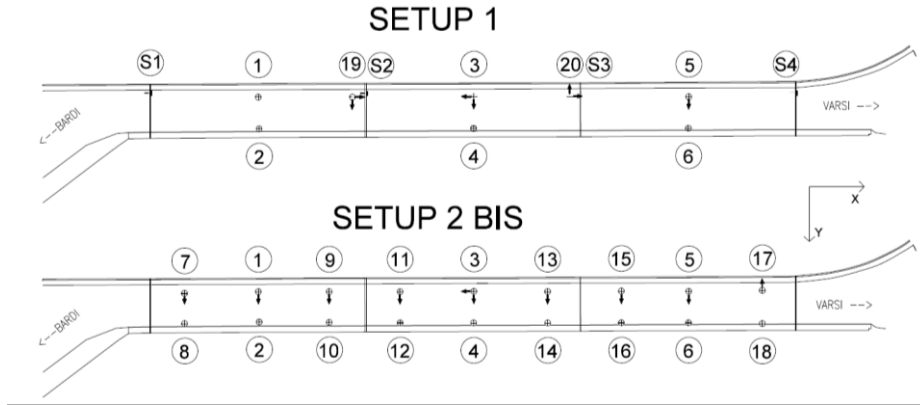 SETUP 1
S1 1 19 S2 3 20 S3 5 S4
<--BARDI
VARSI -->
2 4 6
X
Y
SETUP 2 BIS
7 1 9 11 3 13 15 5 17
<--BARDI
VARSI -->
8 2 10 12 4 14 16 6 18